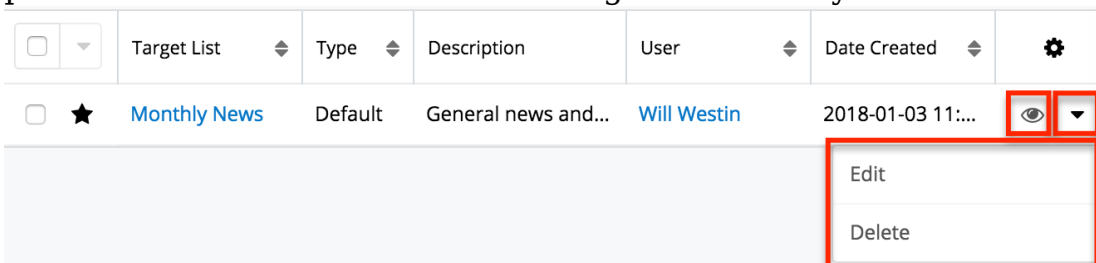 Target List Type Description User Date Created
Monthly News Default General news and... Will Westin 2018-01-03 11:...
Edit
Delete